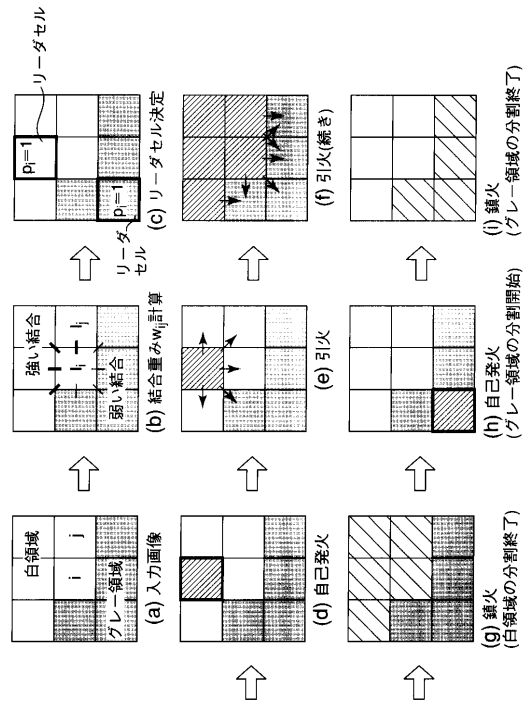 白領域
i
j
グレー領域
(a) 入力画像
強い結合
i
Ij
弱い結合
(b) 結合重みwij計算
リーダセル
pi=1
pi=1
リーダ
セル
(c) リーダセル決定
(d) 自己発火
(e) 引火
(f) 引火(続き)
(g) 鎮火
(白領域の分割終了)
(h) 自己発火
(グレー領域の分割開始)
(i) 鎮火
(グレー領域の分割終了)